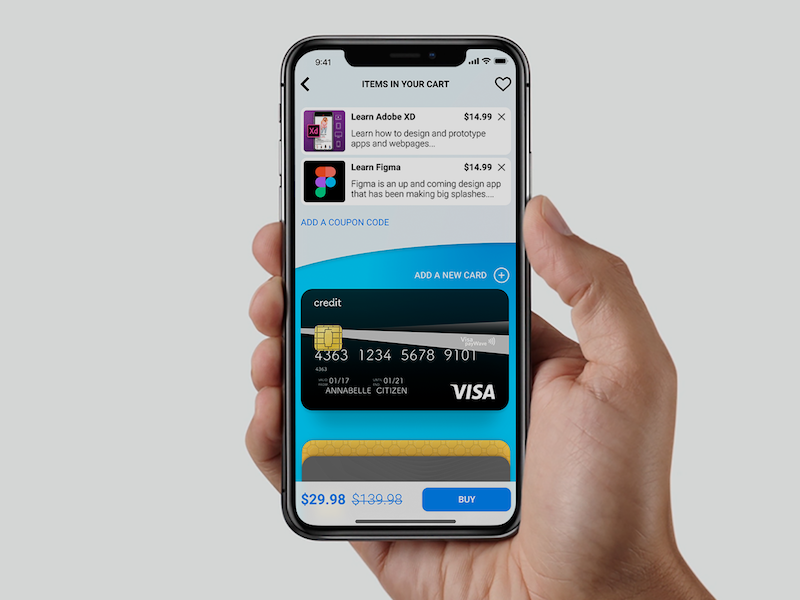 9:41
ITEMS IN YOUR CART
Xd
Learn Adobe XD $14.99
Learn how to design and prototype
apps and webpages...
Learn Figma $14.99
Figma is an up and coming design app
that has been making big splashes....
ADD A COUPON CODE
ADD A NEW CARD
credit
Visa
payWave
4363 1234 5678 9101
4363
01/17 01/21
ANNABELLE CITIZEN
VISA
$29.98 $139.98 BUY